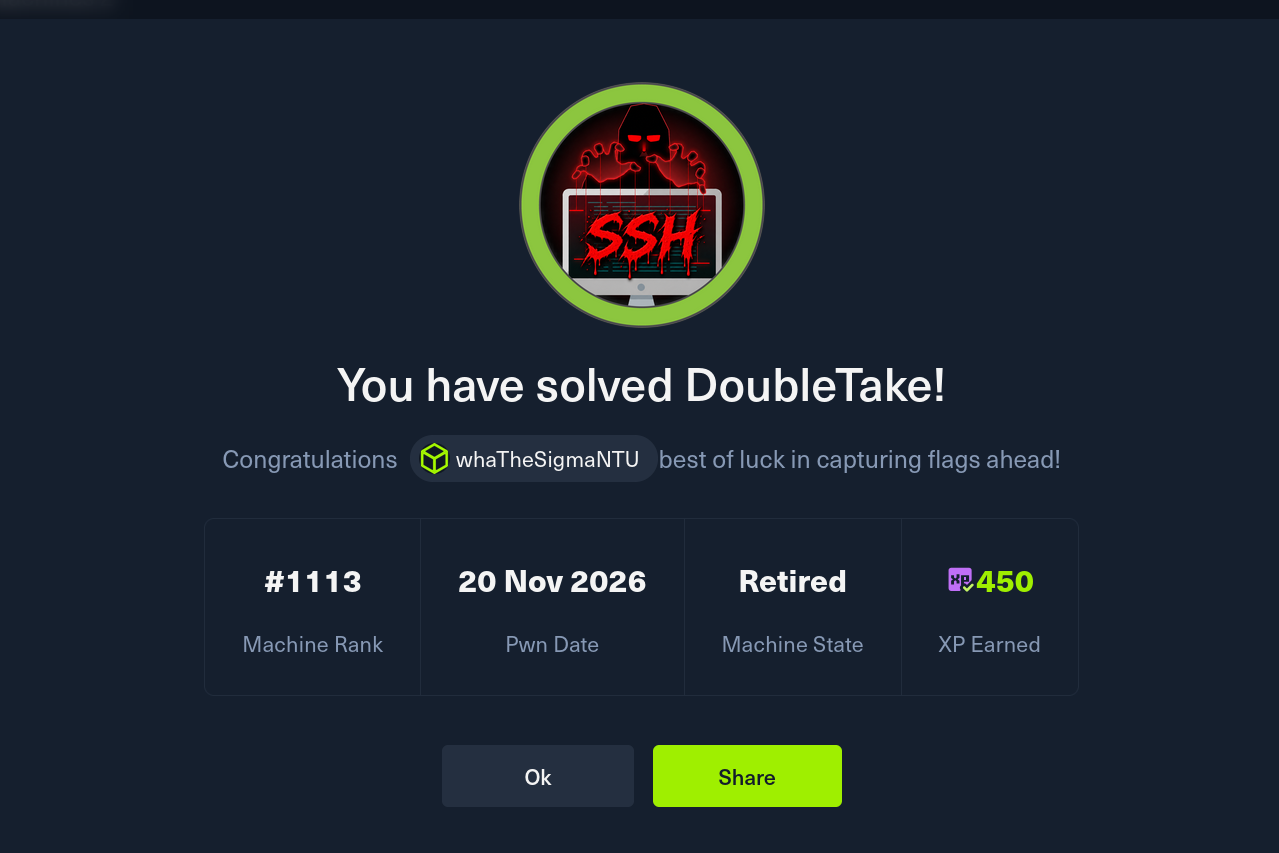 SSH
You have solved DoubleTake!
Congratulations whaTheSigmaNTU best of luck in capturing flags ahead!
#1113 20 Nov 2026 Retired XP 450
Machine Rank Pwn Date Machine State XP Earned
Ok Share